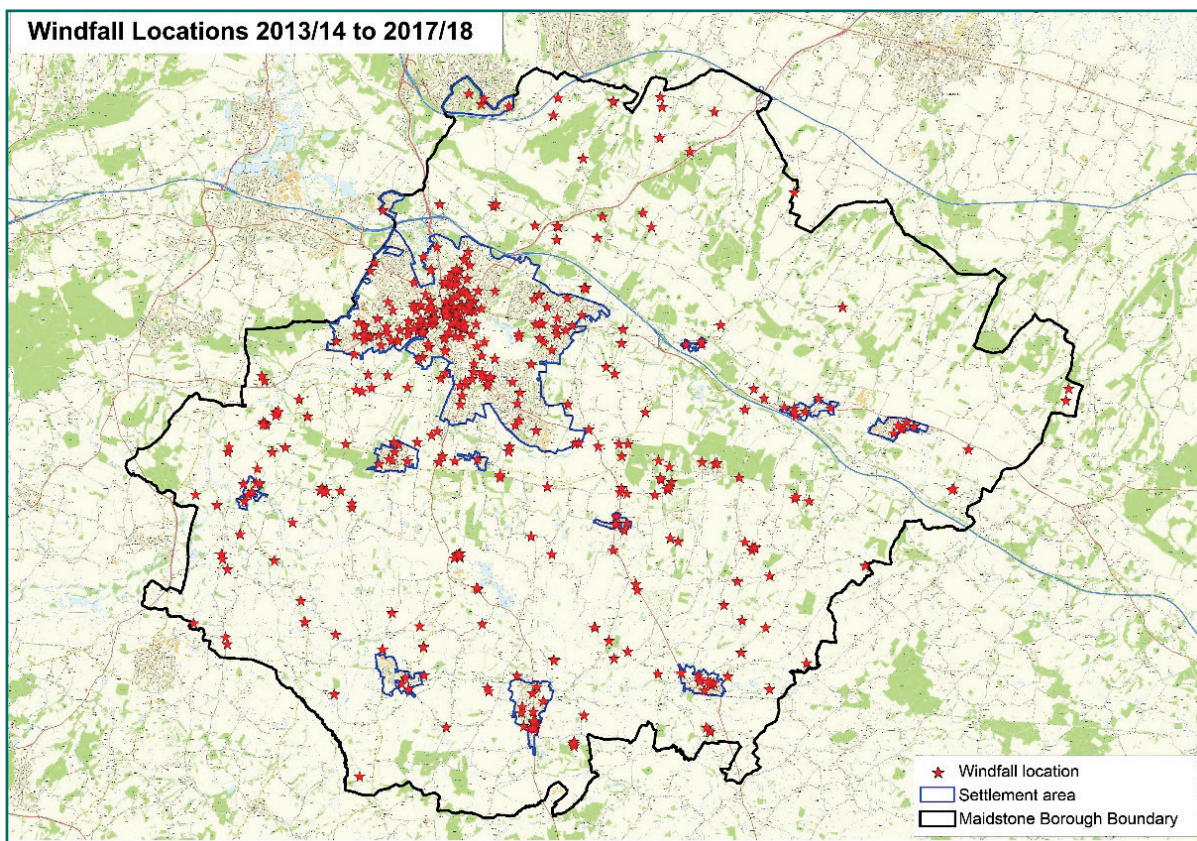 Windfall Locations 2013/14 to 2017/18
Windfall location
Settlement area
Maidstone Borough Boundary